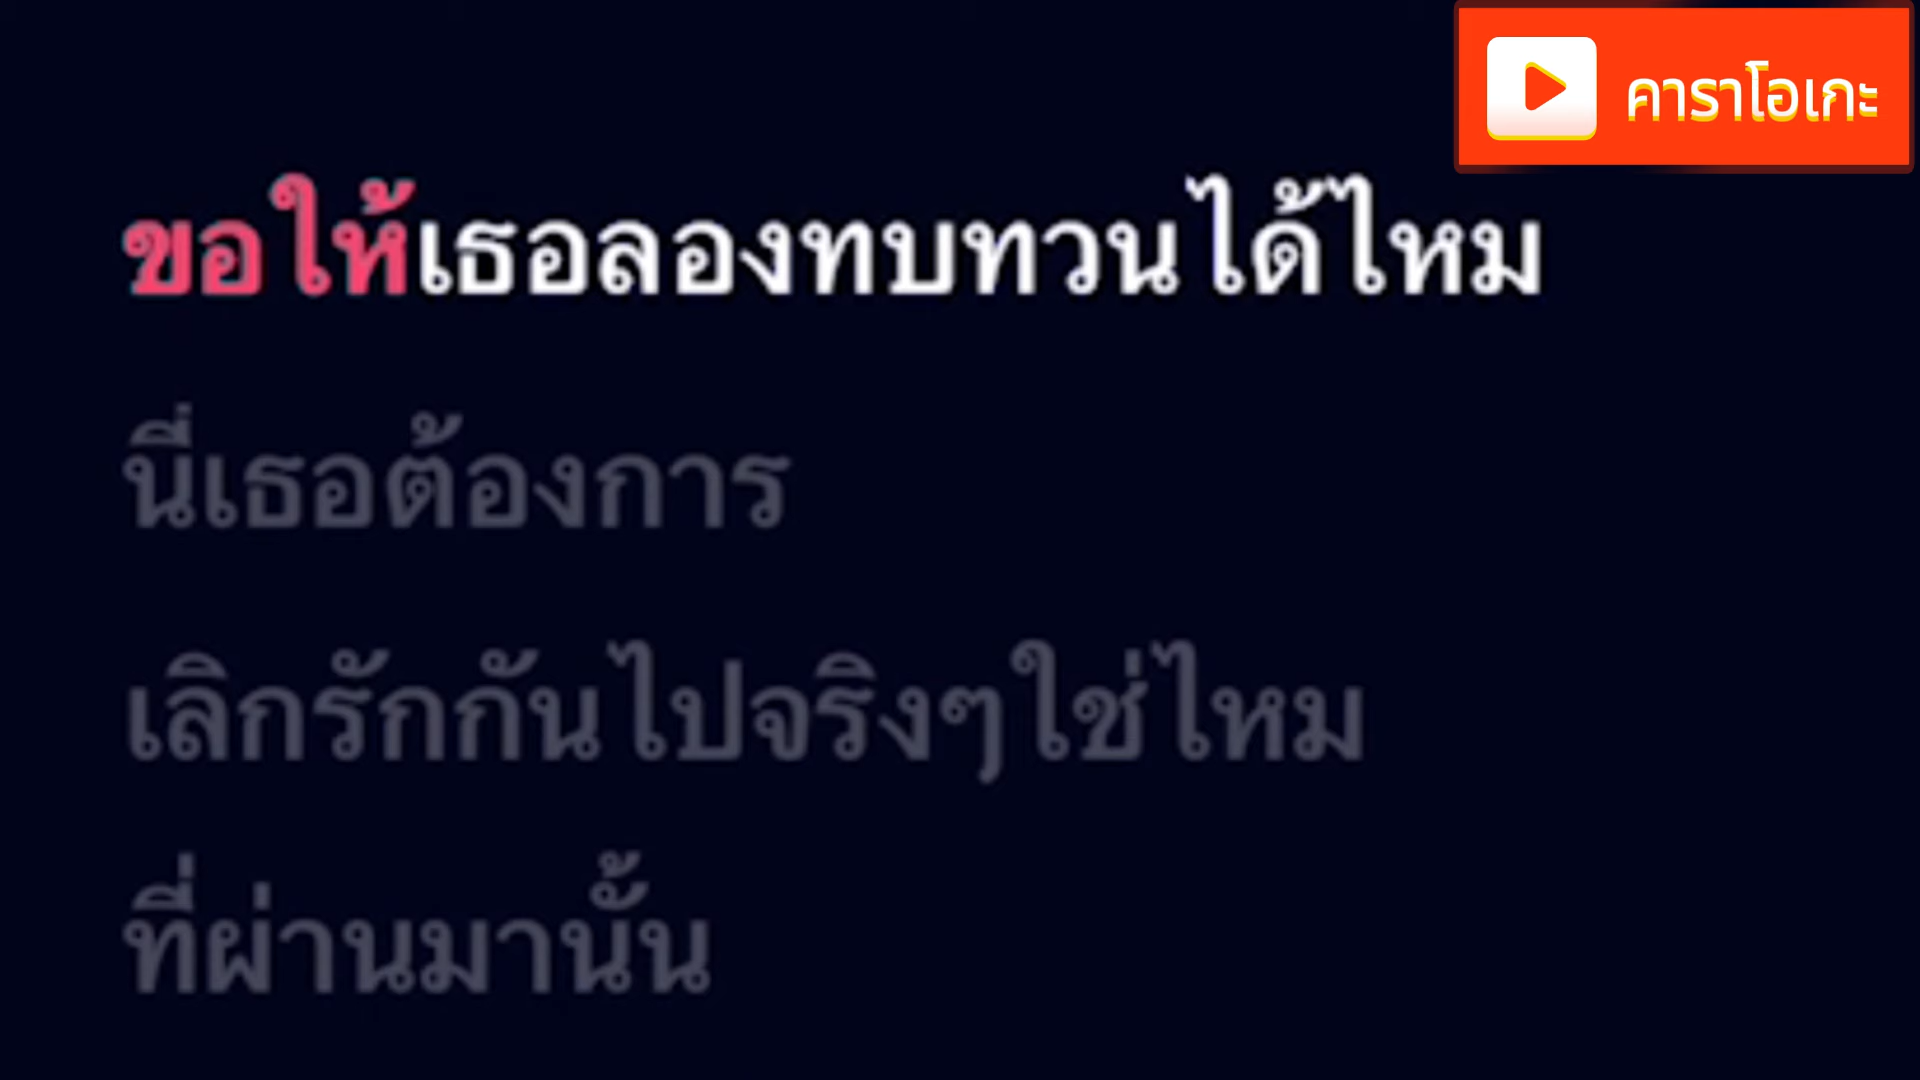 คาราโอเกะ
ขอให้เธอลองทบทวนได้ไหม
นี่เธอต้องการ
เลิกรักกันไปจริงๆใช่ไหม
ที่ผ่านมานั้น